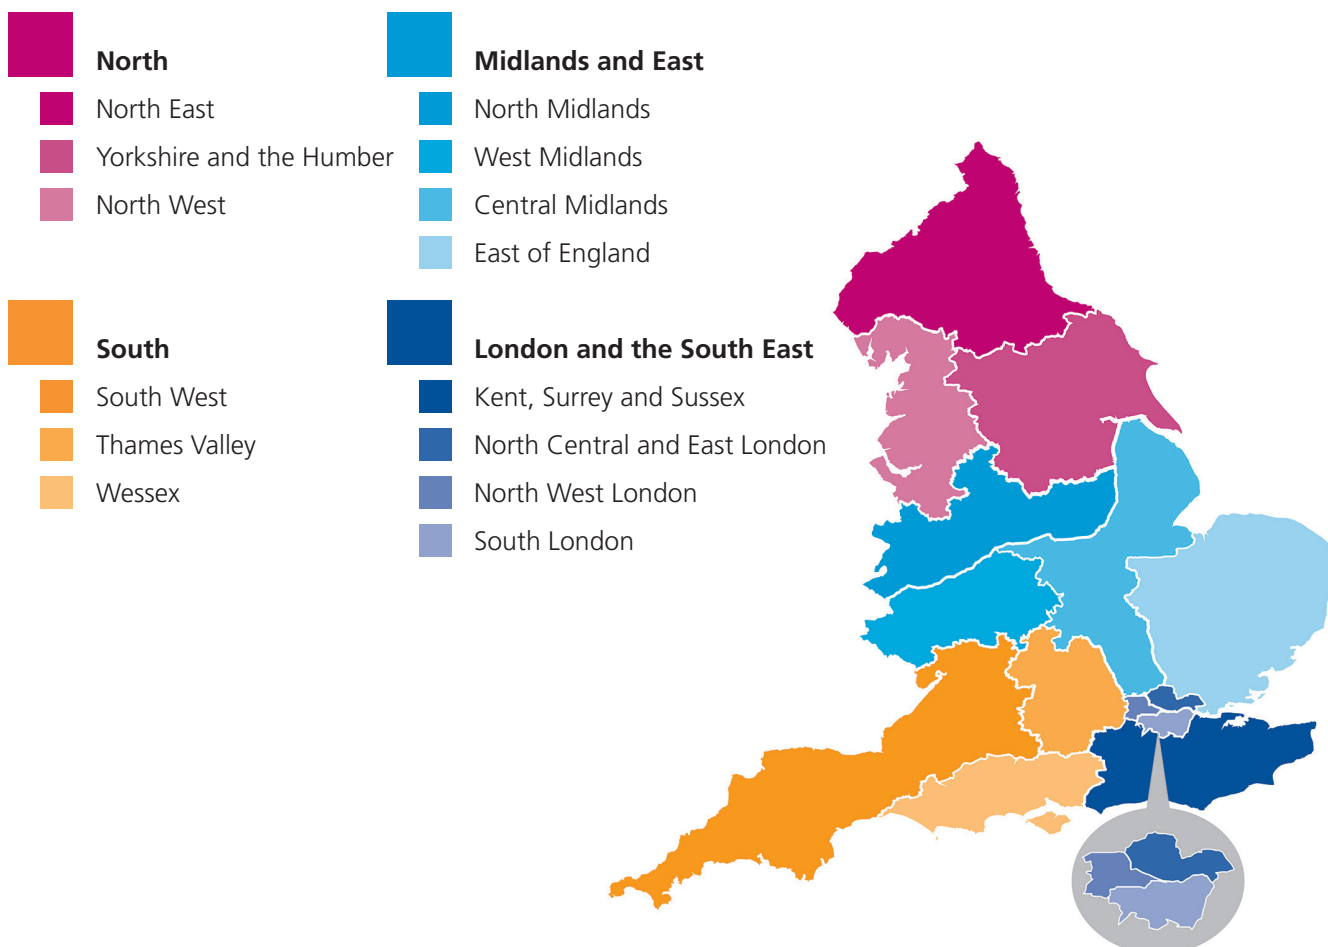 North
North East
Yorkshire and the Humber
North West
Midlands and East
North Midlands
West Midlands
Central Midlands
East of England
South
South West
Thames Valley
Wessex
London and the South East
Kent, Surrey and Sussex
North Central and East London
North West London
South London